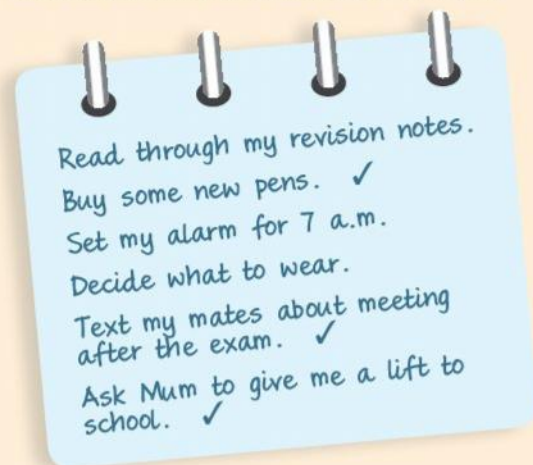 Read through my revision notes.
Buy some new pens. ✓
Set my alarm for 7 a.m.
Decide what to wear.
Text my mates about meeting
after the exam. ✓
Ask Mum to give me a lift to
school. ✓